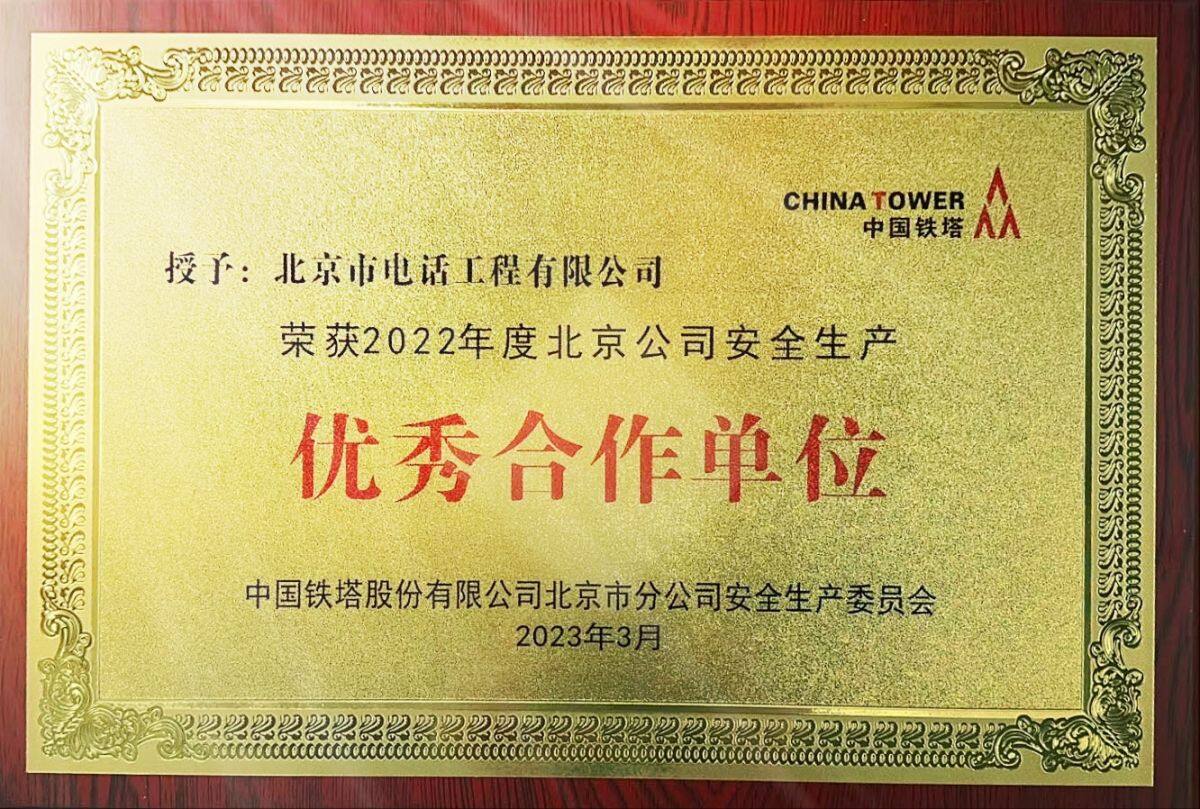 CHINA TOWER
中国铁塔
授予：北京市电话工程有限公司
荣获2022年度北京公司安全生产
优秀合作单位
中国铁塔股份有限公司北京市分公司安全生产委员会
2023年3月